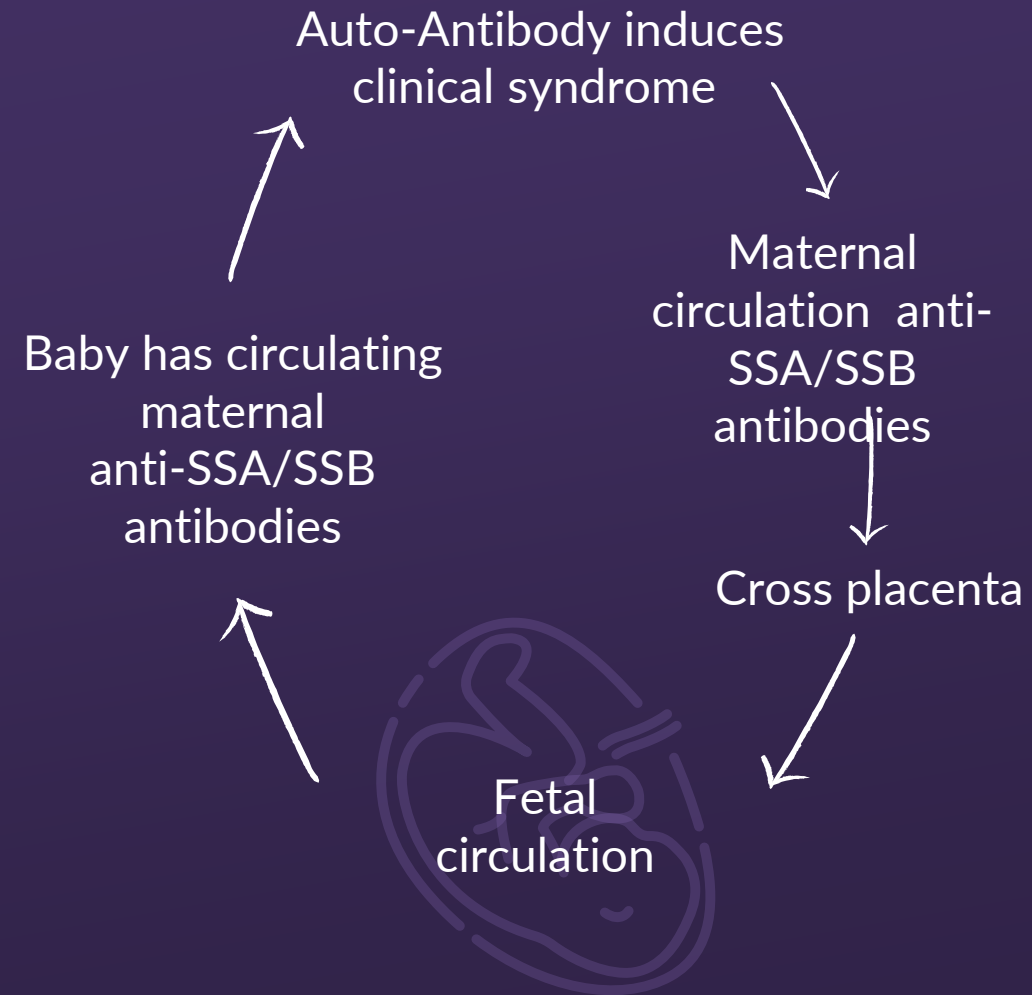 Auto-Antibody induces
clinical syndrome
Maternal
circulation  anti-
SSA/SSB
antibodies
Cross placenta
Fetal
circulation
Baby has circulating
maternal
anti-SSA/SSB
antibodies